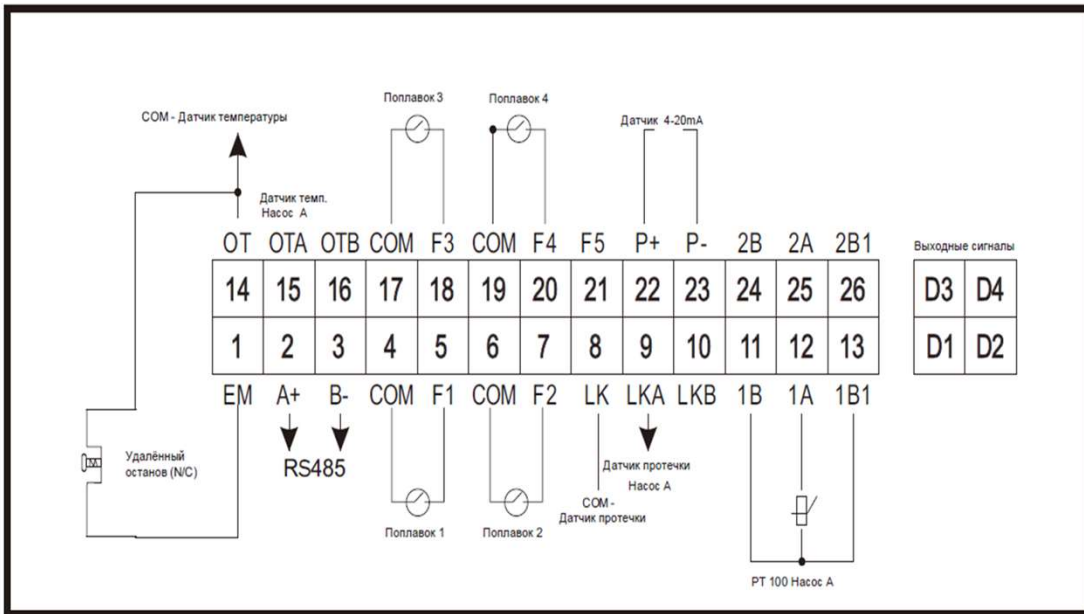 Поплавок 3
Поплавок 4
COM - Датчик температуры
Датчик 4-20mA
Датчик темп.
Насос А
OT OTA OTB COM F3 COM F4 F5 P+ P- 2B 2A 2B1
Выходные сигналы
14 15 16 17 18 19 20 21 22 23 24 25 26
D3 D4
1 2 3 4 5 6 7 8 9 10 11 12 13
D1 D2
EM A+ B- COM F1 COM F2 LK LKA LKB 1B 1A 1B1
Удалённый
останов (N/C)
RS485
Датчик протечки
Насос А
COM -
Датчик протечки
Поплавок 1
Поплавок 2
PT 100 Насос А